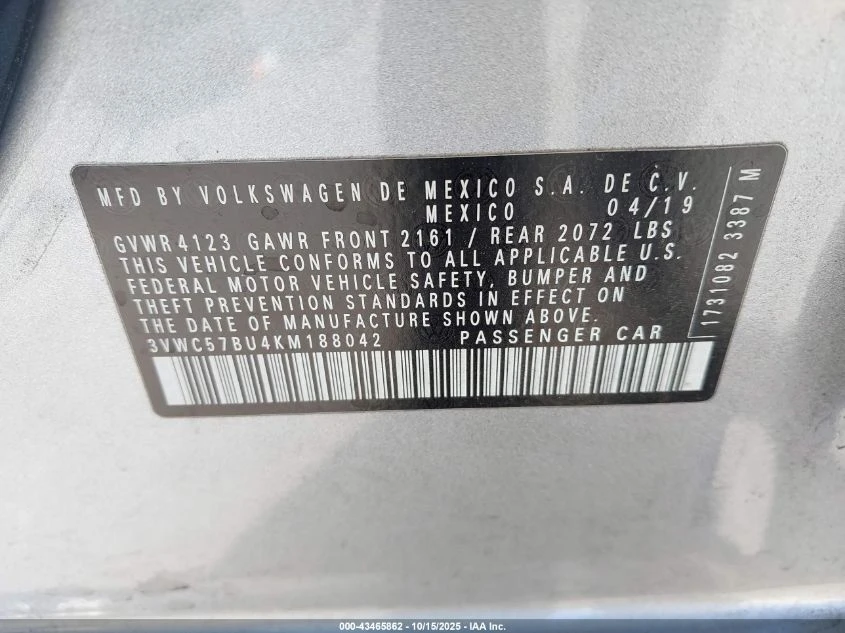 MFD BY VOLKSWAGEN DE MEXICO S.A. DE C.V.
MEXICO 04/19
GVWR 4123 GAWR FRONT 2161 / REAR 2072 LBS
THIS VEHICLE CONFORMS TO ALL APPLICABLE U.S.
FEDERAL MOTOR VEHICLE SAFETY, BUMPER AND
THEFT PREVENTION STANDARDS IN EFFECT ON
THE DATE OF MANUFACTURE SHOWN ABOVE.
3VWC57BU4KM188042 PASSENGER CAR
1731082 3387 M
000-43465862 - 10/15/2025 - IAA Inc.